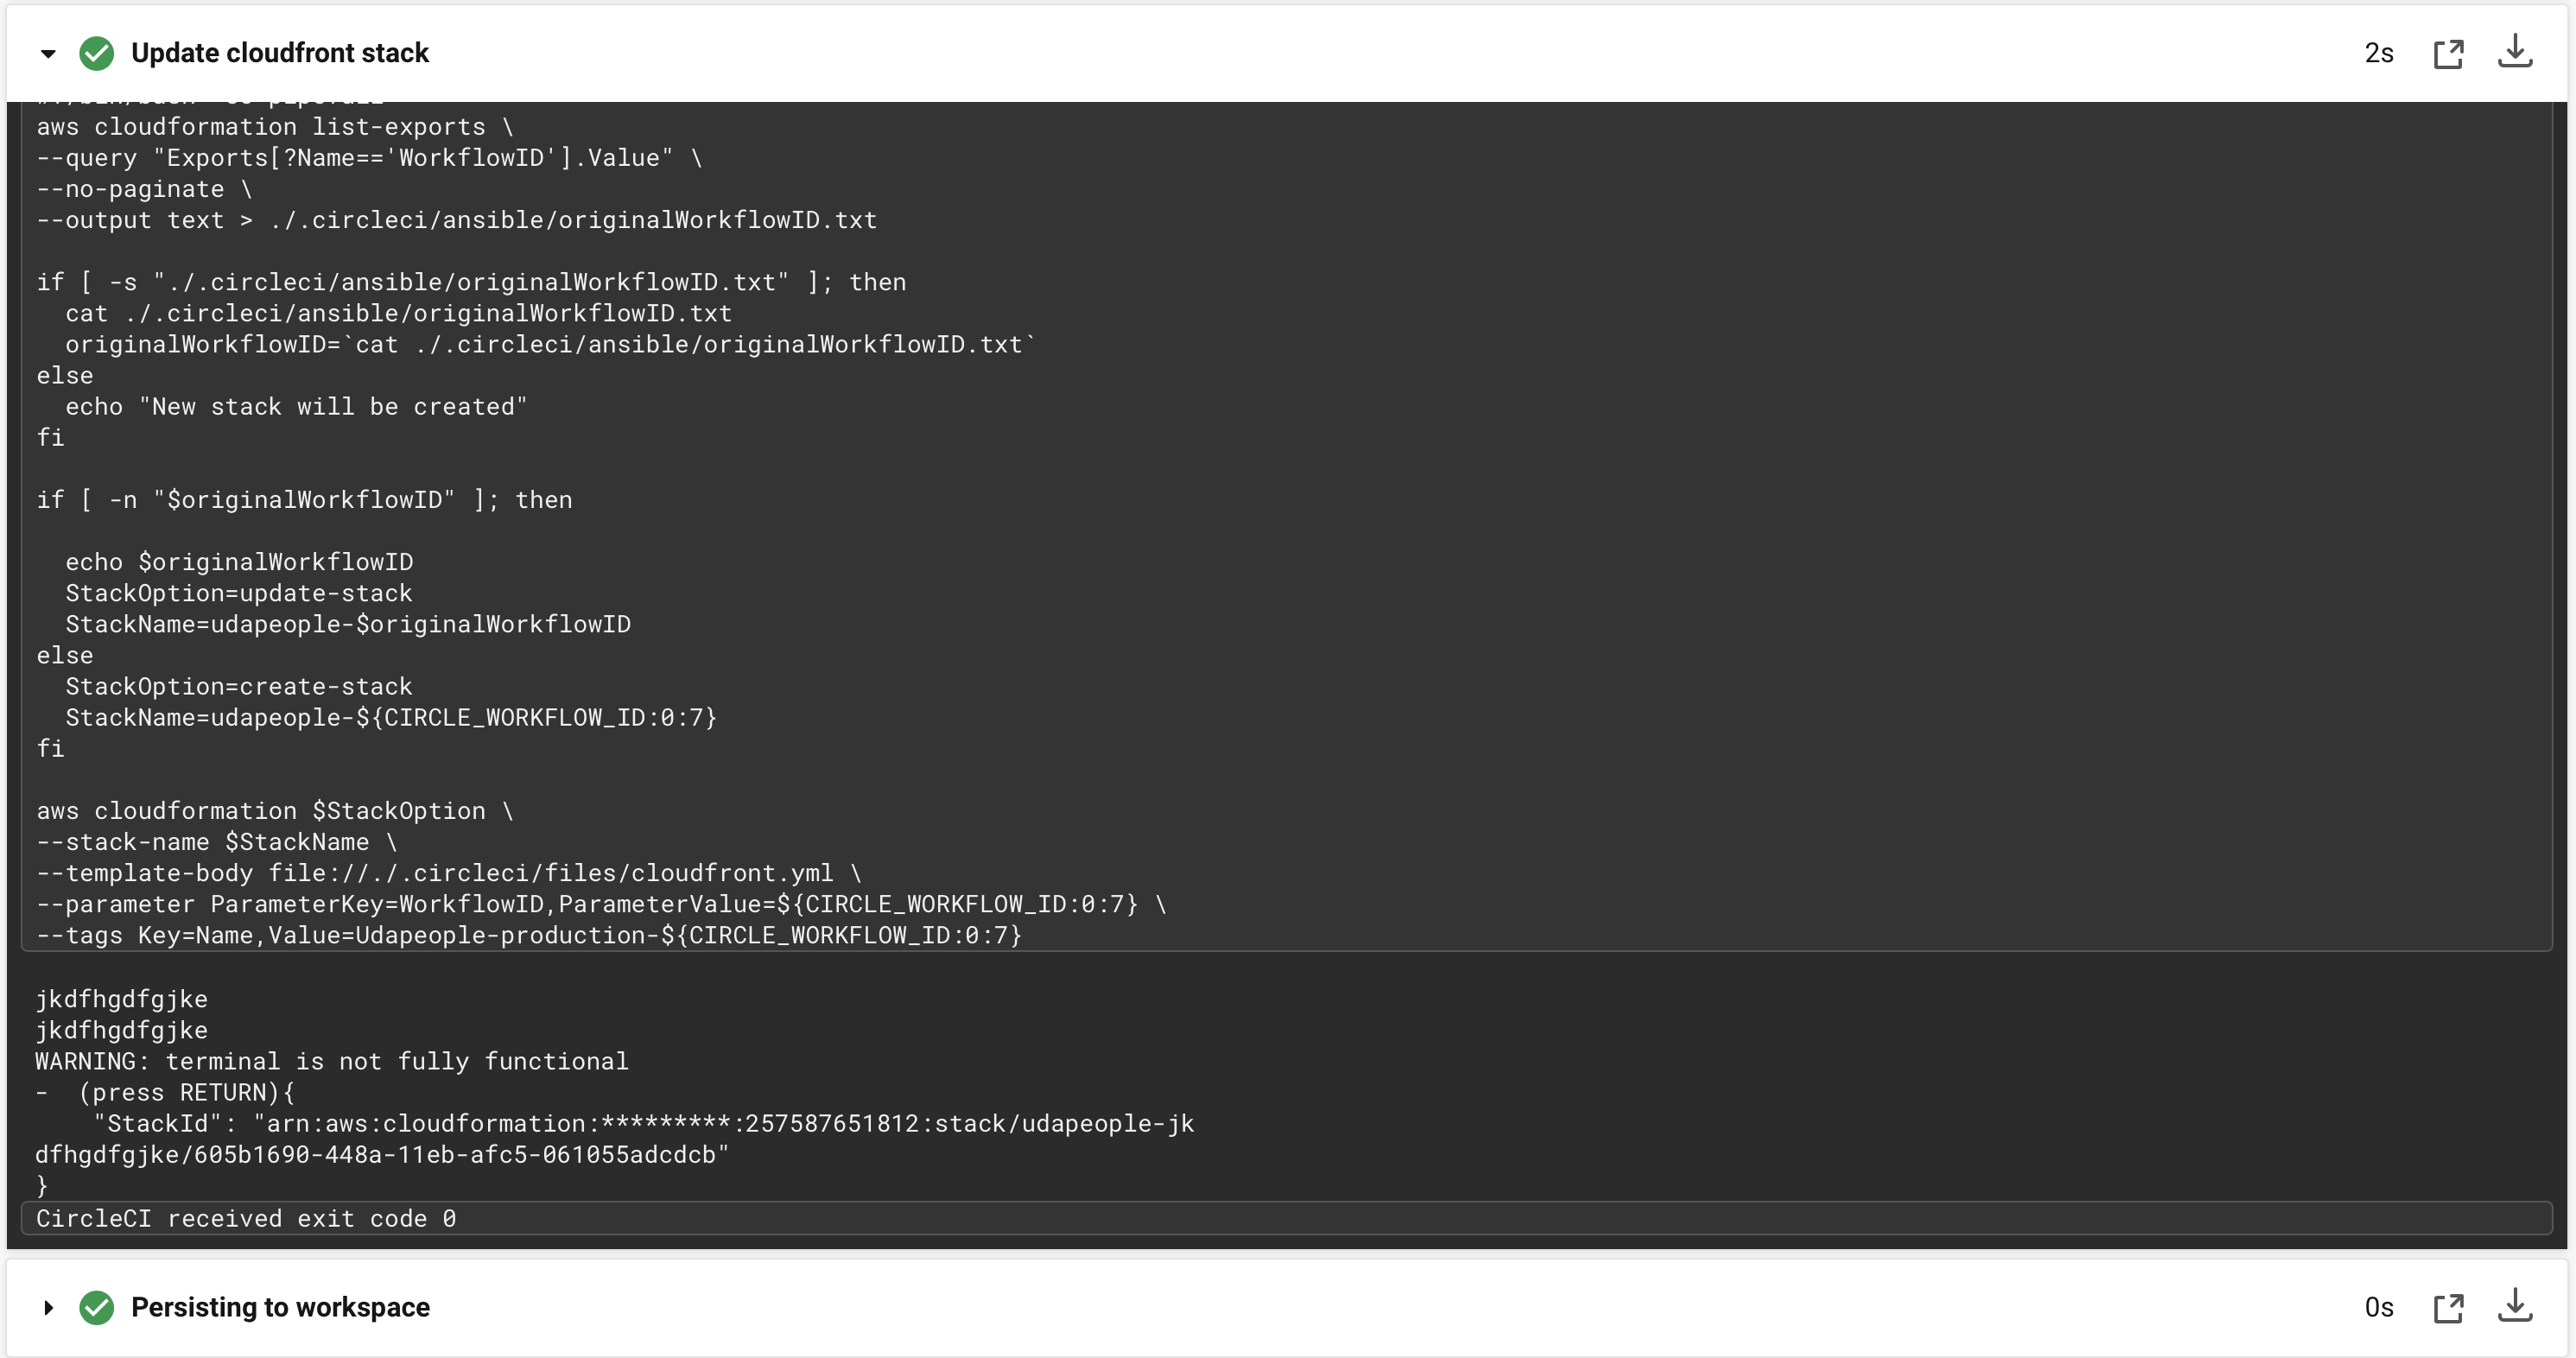 Update cloudfront stack
2s
aws cloudformation list-exports \
--query "Exports[?Name=='WorkflowID'].Value" \
--no-paginate \
--output text > ./.circleci/ansible/originalWorkflowID.txt
if [ -s "./.circleci/ansible/originalWorkflowID.txt" ]; then
cat ./.circleci/ansible/originalWorkflowID.txt
originalWorkflowID=`cat ./.circleci/ansible/originalWorkflowID.txt`
else
echo "New stack will be created"
fi
if [ -n "$originalWorkflowID" ]; then
echo $originalWorkflowID
StackOption=update-stack
StackName=udapeople-$originalWorkflowID
else
StackOption=create-stack
StackName=udapeople-${CIRCLE_WORKFLOW_ID:0:7}
fi
aws cloudformation $StackOption \
--stack-name $StackName \
--template-body file://./.circleci/files/cloudfront.yml \
--parameter ParameterKey=WorkflowID,ParameterValue=${CIRCLE_WORKFLOW_ID:0:7} \
--tags Key=Name,Value=Udapeople-production-${CIRCLE_WORKFLOW_ID:0:7}
jkdfhgdfgjke
jkdfhgdfgjke
WARNING: terminal is not fully functional
-  (press RETURN){
"StackId": "arn:aws:cloudformation:*********:257587651812:stack/udapeople-jk
dfhgdfgjke/605b1690-448a-11eb-afc5-061055adcdcb"
}
CircleCI received exit code 0
Persisting to workspace
0s